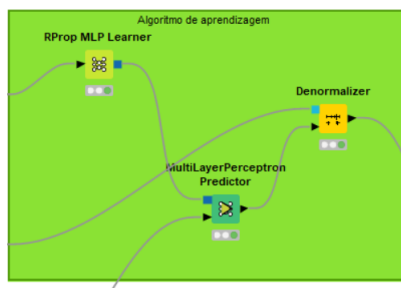 Algoritmo de aprendizagem
RProp MLP Learner
Denormalizer
MultiLayerPerceptron
Predictor